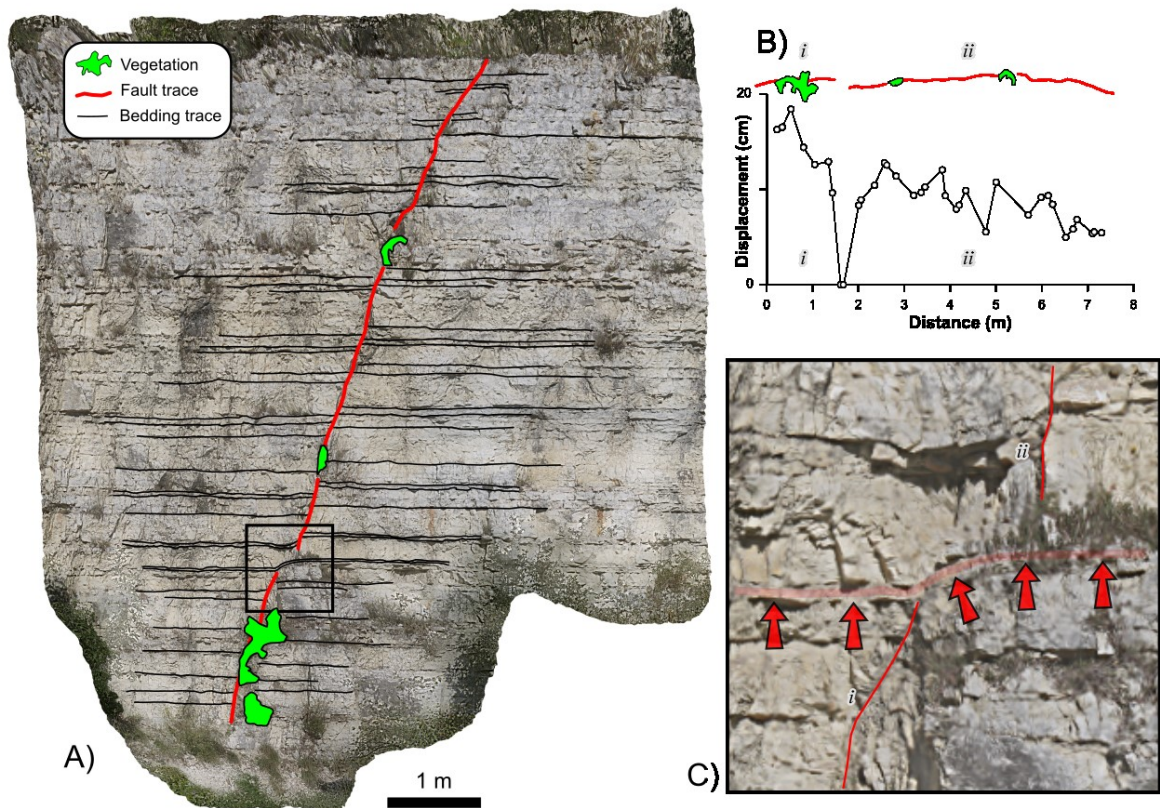 Vegetation
Fault trace
Bedding trace
A)
1 m
B)
i
ii
20
Displacement (cm)
0
i
ii
0 1 2 3 4 5 6 7 8
Distance (m)
ii
i
C)